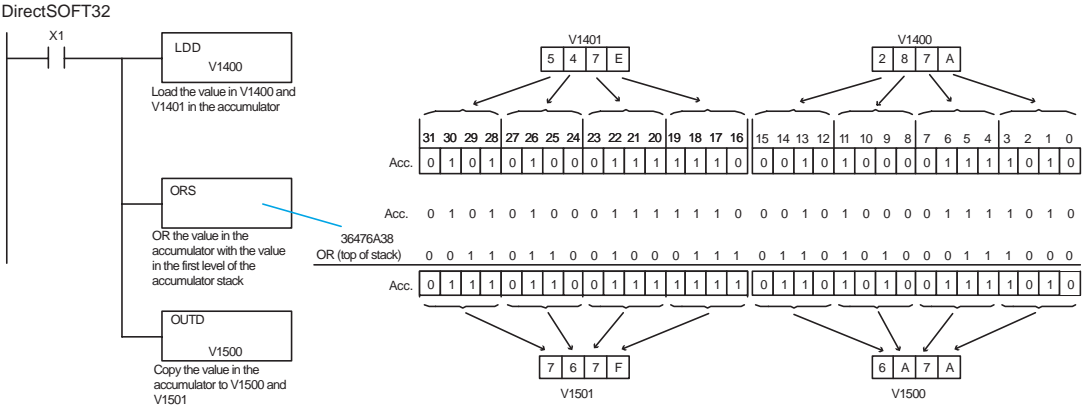 DirectSOFT32
X1
LDD
V1400
Load the value in V1400 and
V1401 in the accumulator
ORS
OR the value in the
accumulator with the value
in the first level of the
accumulator stack
OUTD
V1500
Copy the value in the
accumulator to V1500 and
V1501
V1401 V1400
5 4 7 E 2 8 7 A
31 30 29 28 27 26 25 24 23 22 21 20 19 18 17 16 15 14 13 12 11 10 9 8 7 6 5 4 3 2 1 0
Acc. 0 1 0 1 0 1 0 0 0 1 1 1 1 1 1 0 0 0 1 0 1 0 0 0 0 1 1 1 1 0 1 0
Acc. 0 1 0 1 0 1 0 0 0 1 1 1 1 1 1 0 0 0 1 0 1 0 0 0 0 1 1 1 1 0 1 0
36476A38
OR (top of stack) 0 0 1 1 0 1 1 0 0 1 0 0 0 1 1 1 0 1 1 0 1 0 1 0 0 0 1 1 1 0 0 0
Acc. 0 1 1 1 0 1 1 0 0 1 1 1 1 1 1 1 0 1 1 0 1 0 1 0 0 1 1 1 1 0 1 0
7 6 7 F 6 A 7 A
V1501 V1500